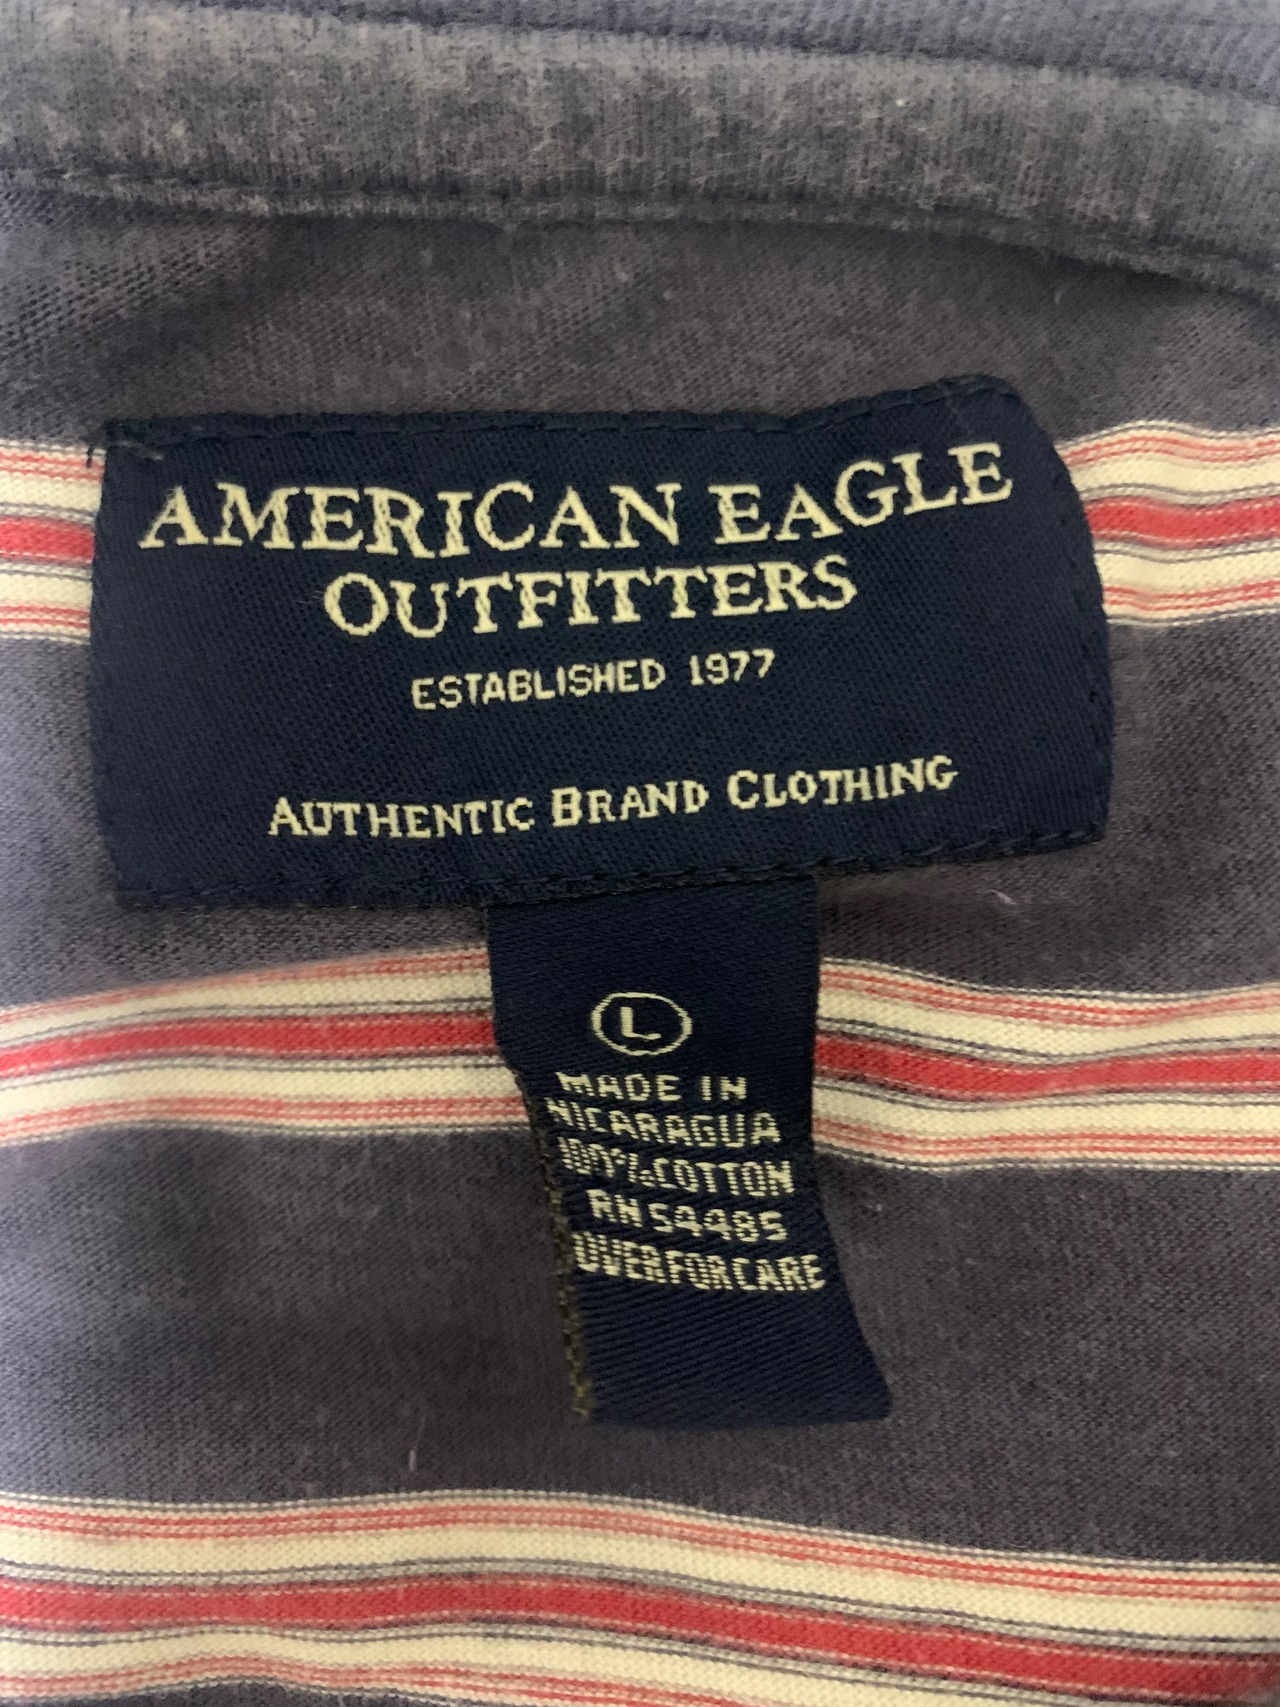 AMERICAN EAGLE
OUTFITTERS
ESTABLISHED 1977
AUTHENTIC BRAND CLOTHING
L
MADE IN
NICARAGUA
100% COTTON
RN 54485
OVER FOR CARE